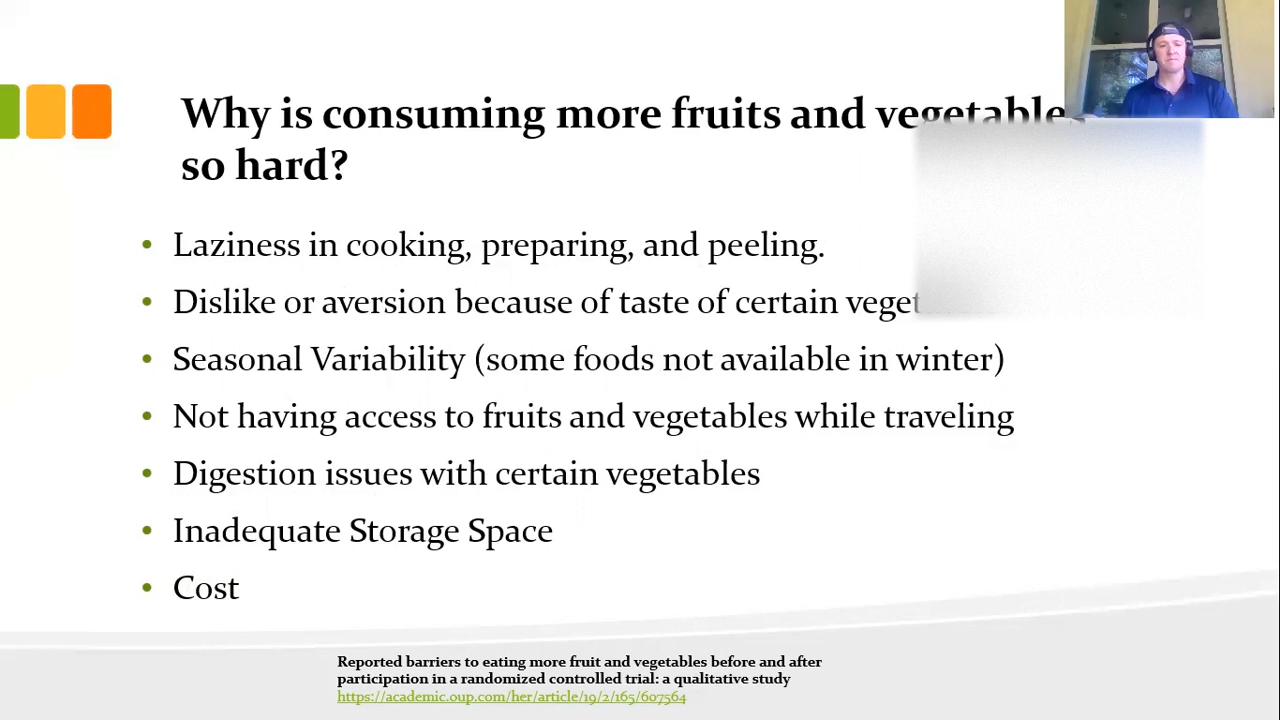 Why is consuming more fruits and vegetable
so hard?
• Laziness in cooking, preparing, and peeling.
• Dislike or aversion because of taste of certain
• Seasonal Variability (some foods not available in winter)
• Not having access to fruits and vegetables while traveling
• Digestion issues with certain vegetables
• Inadequate Storage Space
• Cost
Reported barriers to eating more fruit and vegetables before and after
participation in a randomized controlled trial: a qualitative study
https://academic.oup.com/her/article/19/2/165/607564